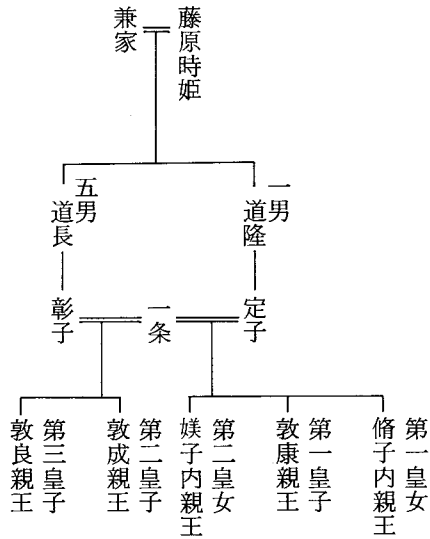 藤原時姫
兼家
一男
道隆
五男
道長
定子
一条
彰子
第一皇女
脩子内親王
第一皇子
敦康親王
第二皇女
媄子内親王
第二皇子
敦成親王
第三皇子
敦良親王